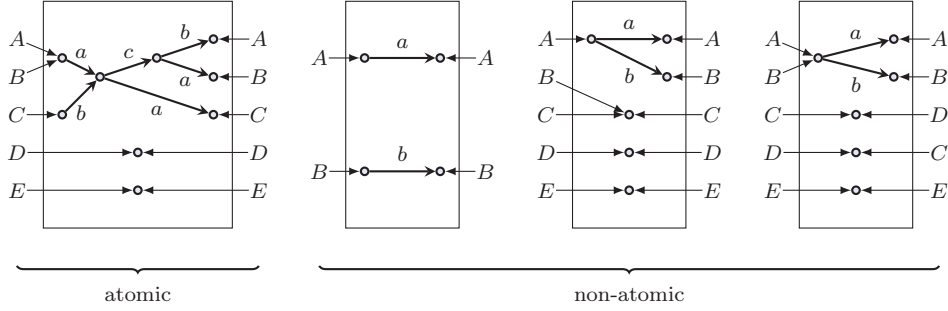 A a c b A
B a B
C b a C
D D
E E
A a A
B b B
A a A
B b B
C C
D D
E E
A a A
B b B
C D
D C
E E
atomic
non-atomic